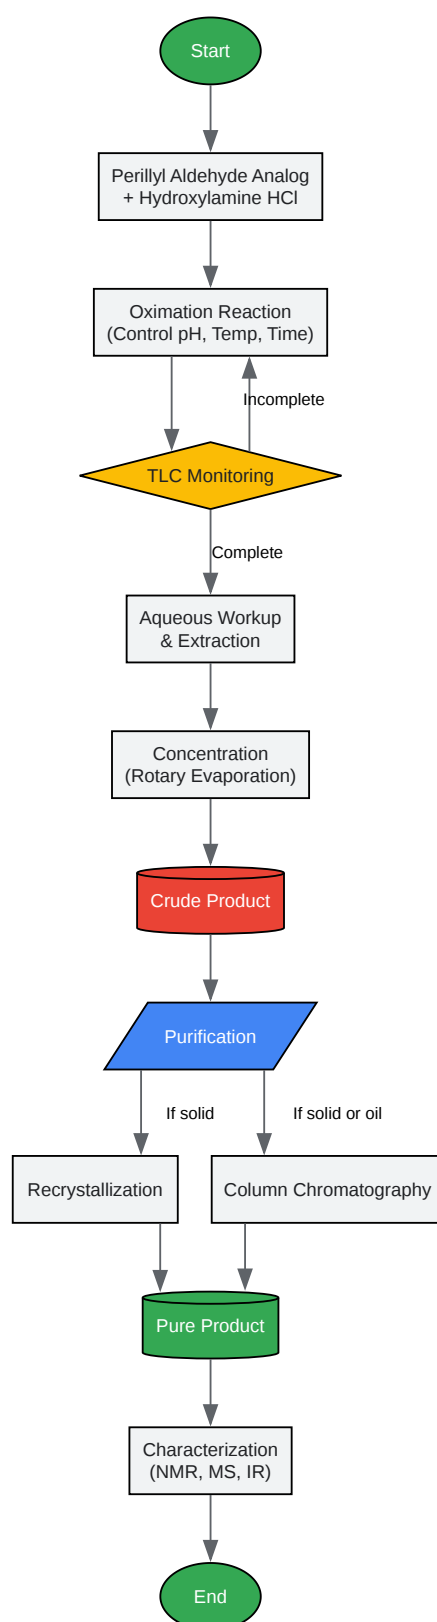 Start
Perillyl Aldehyde Analog
+ Hydroxylamine HCl
Oximation Reaction
(Control pH, Temp, Time)
Incomplete
TLC Monitoring
Complete
Aqueous Workup
& Extraction
Concentration
(Rotary Evaporation)
Crude Product
Purification
If solid
If solid or oil
Recrystallization
Column Chromatography
Pure Product
Characterization
(NMR, MS, IR)
End